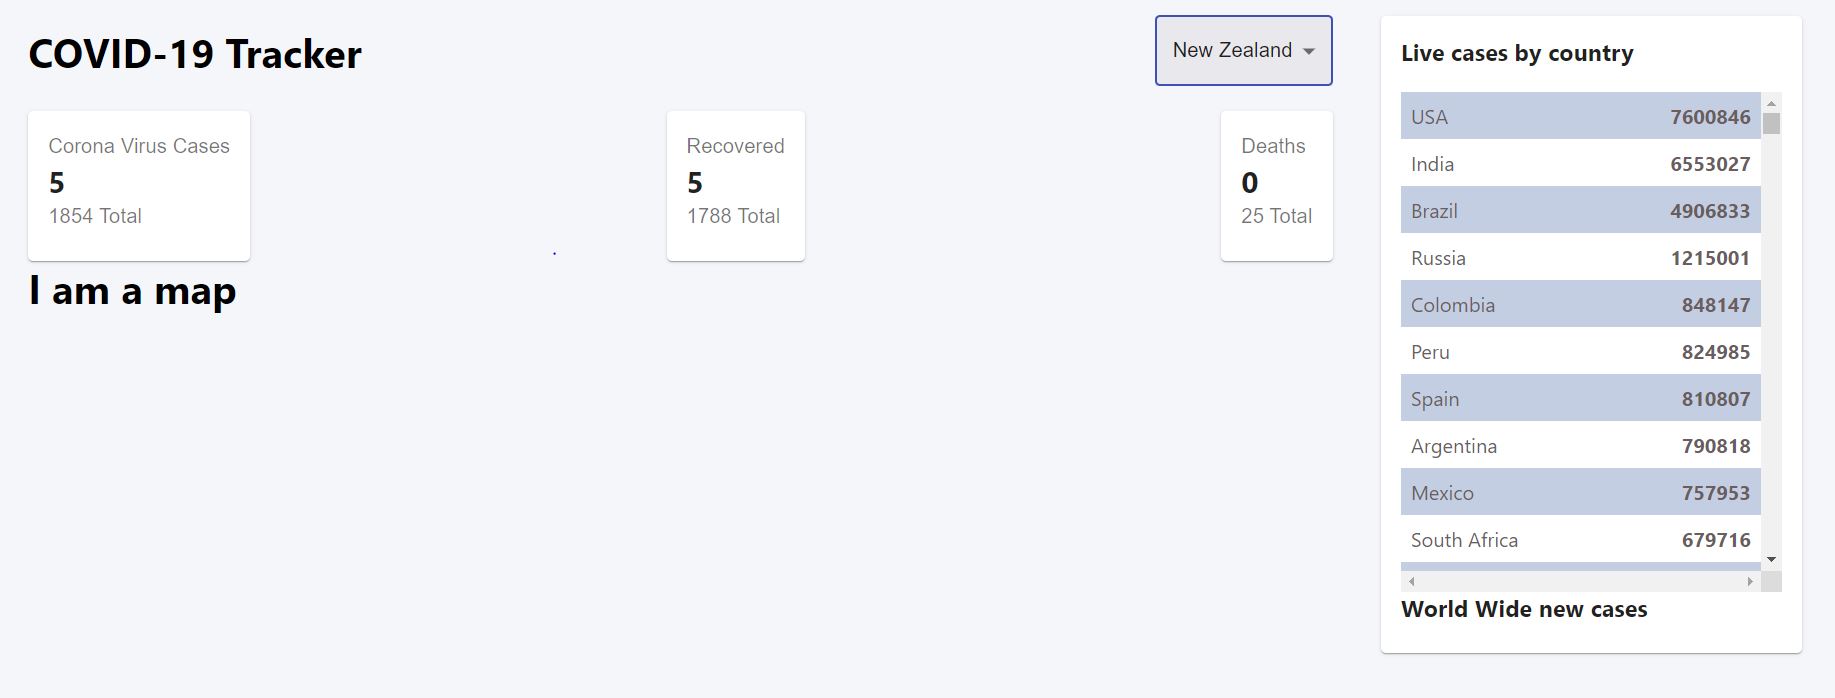 COVID-19 Tracker
New Zealand
Corona Virus Cases
5
1854 Total
Recovered
5
1788 Total
Deaths
0
25 Total
I am a map
Live cases by country
USA 7600846
India 6553027
Brazil 4906833
Russia 1215001
Colombia 848147
Peru 824985
Spain 810807
Argentina 790818
Mexico 757953
South Africa 679716
World Wide new cases